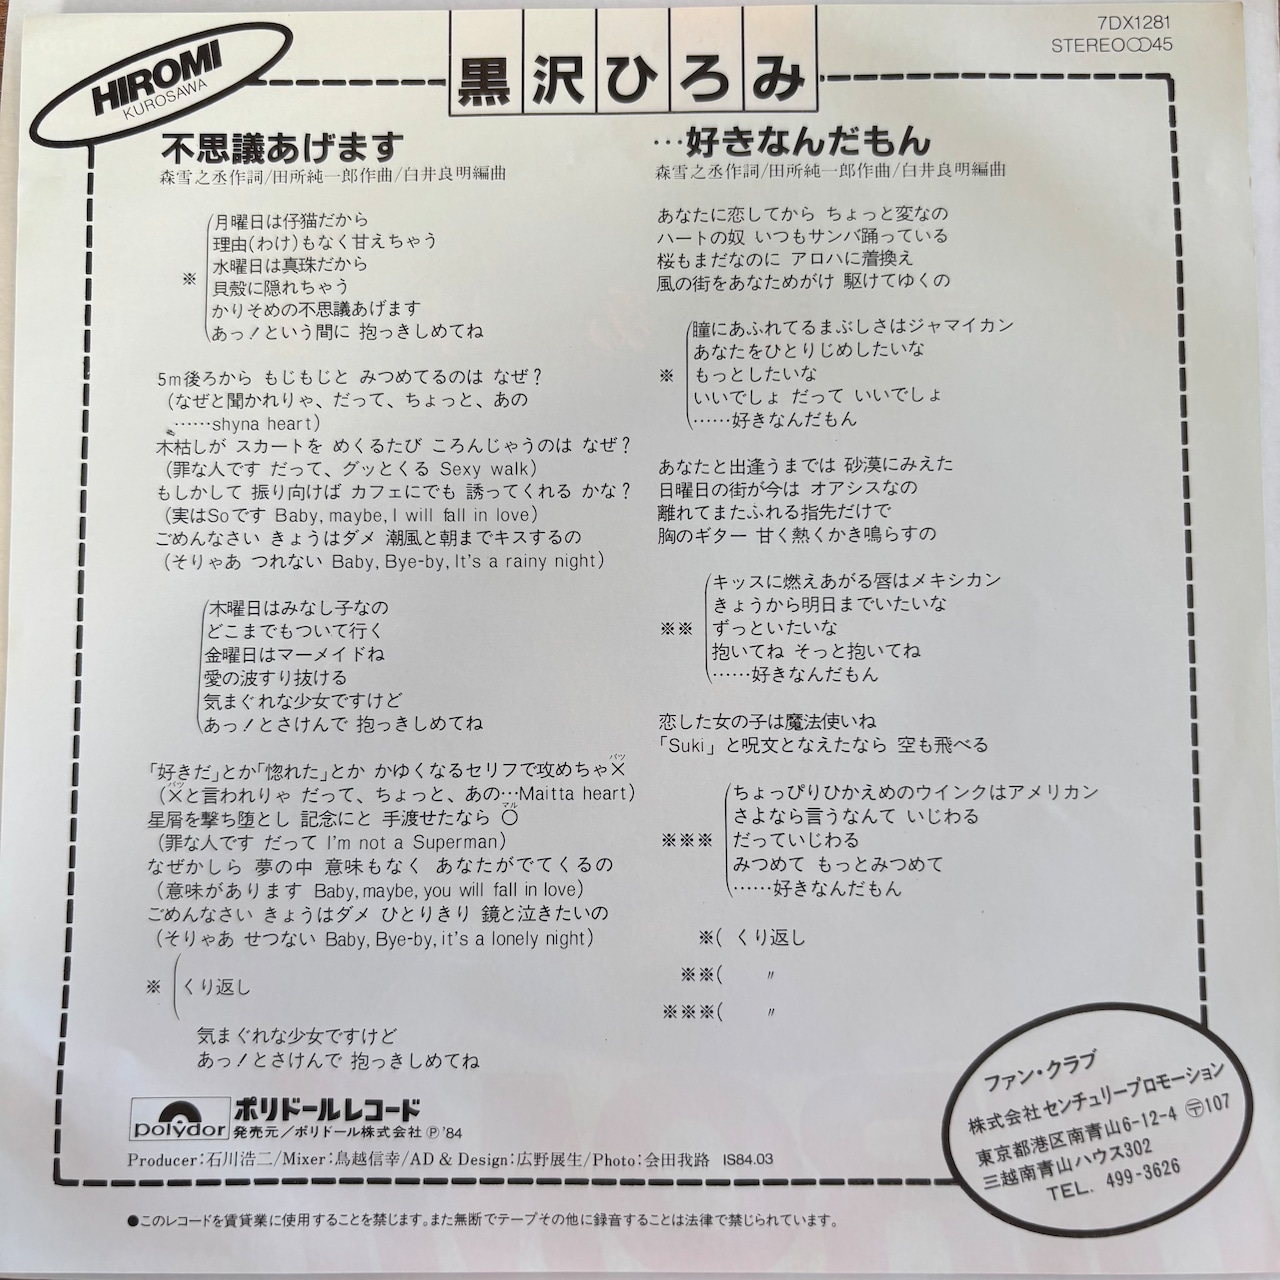 HIROMI
KUROSAWA
黒沢ひろみ
7DX1281
STEREO 45
不思議あげます
森雪之丞作詞/田所純一郎作曲/白井良明編曲
月曜日は仔猫だから
理由(わけ)もなく甘えちゃう
水曜日は真珠だから
※
貝殻に隠れちゃう
かりそめの不思議あげます
あっ!という間に 抱っきしめてね
5m後ろから もじもじと みつめてるのは なぜ?
(なぜと聞かれりゃ、だって、ちょっと、あの
……shyna heart)
木枯しが スカートを めくるたび ころんじゃうのは なぜ?
(罪な人です だって、グッとくる Sexy walk)
もしかして 振り向けば カフェにでも 誘ってくれる かな?
(実はSoです Baby, maybe, I will fall in love)
ごめんなさい きょうはダメ 潮風と朝までキスするの
(そりゃあ つれない Baby, Bye-by, It's a rainy night)
木曜日はみなし子なの
どこまでもついて行く
金曜日はマーメイドね
愛の波すり抜ける
気まぐれな少女ですけど
あっ!とさけんで 抱っきしめてね
「好きだ」とか「惚れた」とか かゆくなるセリフで攻めちゃ×バツ
(×バツと言われりゃ だって、ちょっと、あの…Maitta heart)
星屑を撃ち堕とし 記念にと 手渡せたなら ○マル
(罪な人です だって I'm not a Superman)
なぜかしら 夢の中 意味もなく あなたがでてくるの
(意味があります Baby, maybe, you will fall in love)
ごめんなさい きょうはダメ ひとりきり 鏡と泣きたいの
(そりゃあ せつない Baby, Bye-by, it's a lonely night)
※ くり返し
気まぐれな少女ですけど
あっ!とさけんで 抱っきしめてね
…好きなんだもん
森雪之丞作詞/田所純一郎作曲/白井良明編曲
あなたに恋してから ちょっと変なの
ハートの奴 いつもサンバ踊っている
桜もまだなのに アロハに着換え
風の街をあなためがけ 駆けてゆくの
瞳にあふれてるまぶしさはジャマイカン
あなたをひとりじめしたいな
※ もっとしたいな
いいでしょ だって いいでしょ
……好きなんだもん
あなたと出逢うまでは 砂漠にみえた
日曜日の街が今は オアシスなの
離れてまたふれる指先だけで
胸のギター 甘く熱くかき鳴らすの
キッスに燃えあがる唇はメキシカン
きょうから明日までいたいな
※※ ずっといたいな
抱いてね そっと抱いてね
……好きなんだもん
恋した女の子は魔法使いね
「Suki」と呪文となえたなら 空も飛べる
ちょっぴりひかえめのウインクはアメリカン
さよなら言うなんて いじわる
※※※ だっていじわる
みつめて もっとみつめて
……好きなんだもん
※( くり返し
※※( 〃
※※※( 〃
polydor
ポリドールレコード
発売元/ポリドール株式会社 Ⓟ'84
Producer:石川浩二/Mixer:鳥越信幸/AD & Design:広野展生/Photo:会田我路 IS84.03
ファン・クラブ
株式会社センチュリープロモーション
東京都港区南青山6-12-4 〒107
三越南青山ハウス302
TEL. 499-3626
●このレコードを賃貸業に使用することを禁じます。また無断でテープその他に録音することは法律で禁じられています。